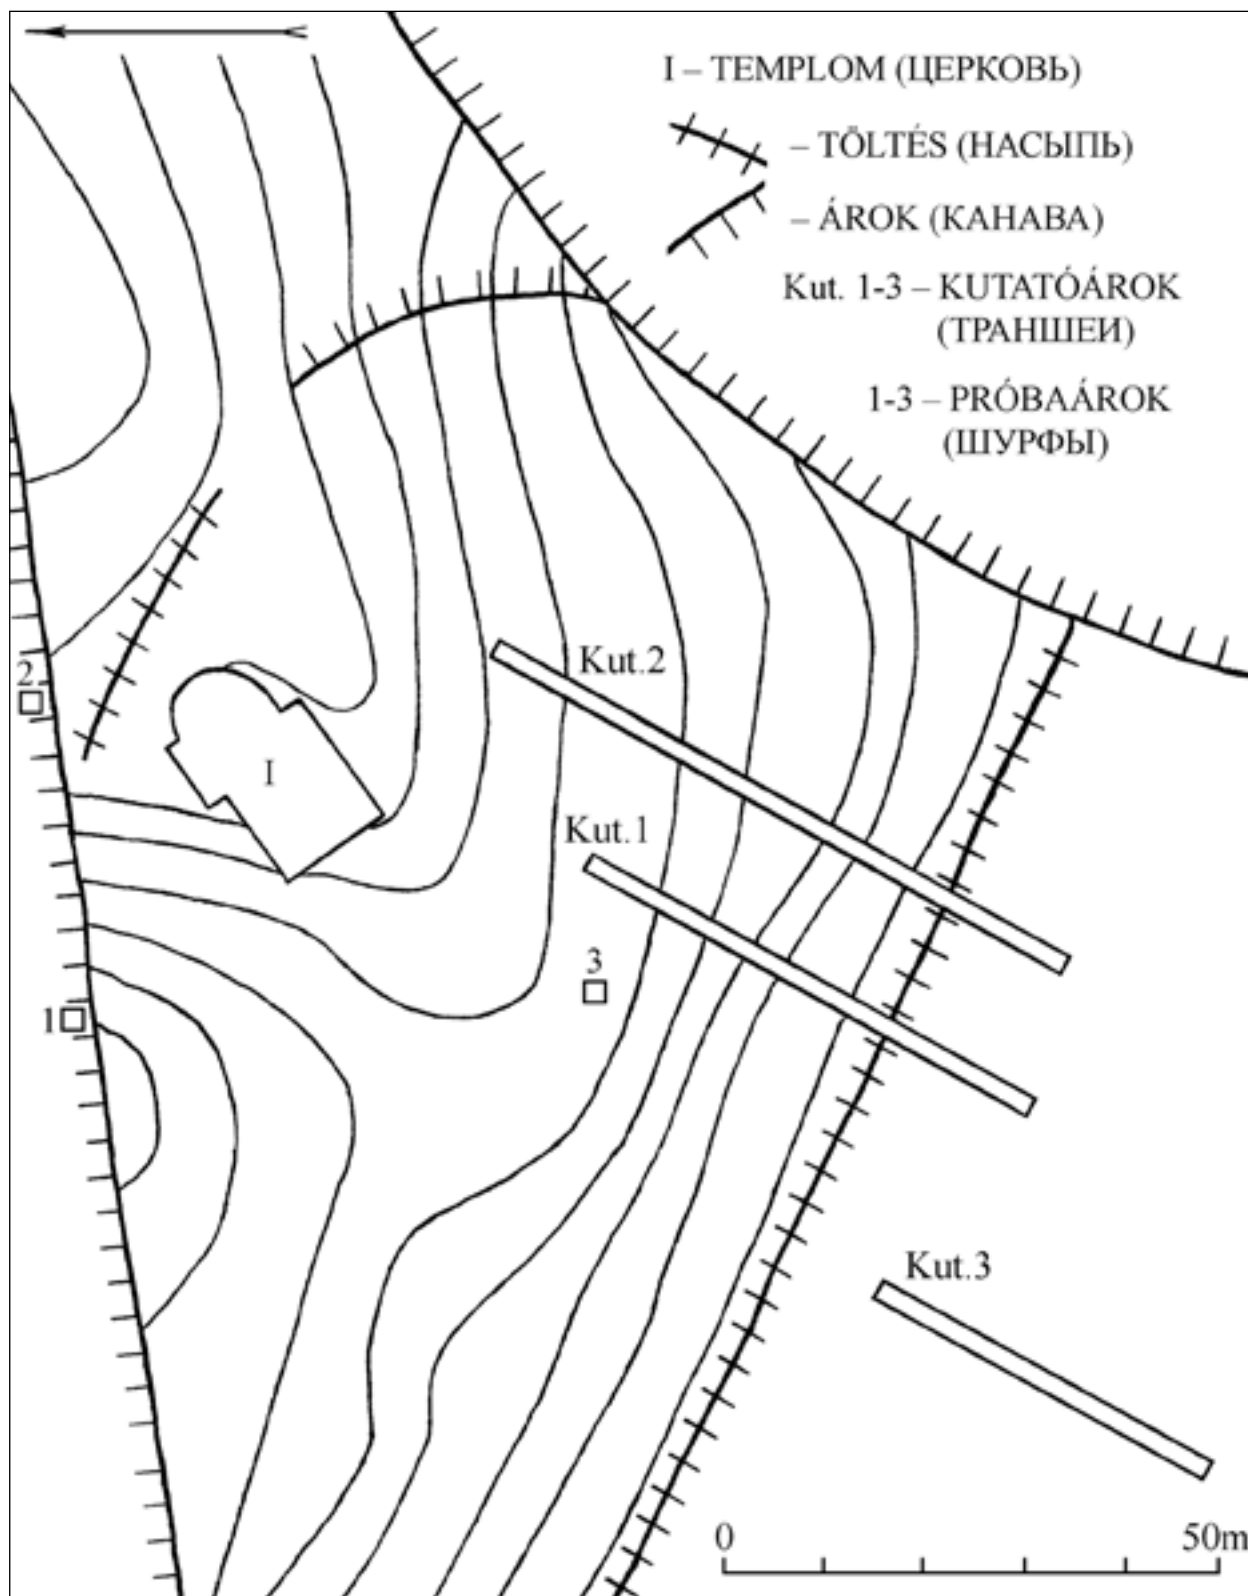 I – TEMPLOM (ЦЕРКОВЬ)
– TÖLTÉS (НАСЫПЬ)
– ÁROK (КАНАВА)
Kut. 1-3 – KUTATÓÁROK
(ТРАНШЕИ)
1-3 – PRÓBAÁROK
(ШУРФЫ)
Kut.2
2
I
Kut.1
3
1
Kut.3
0 50m